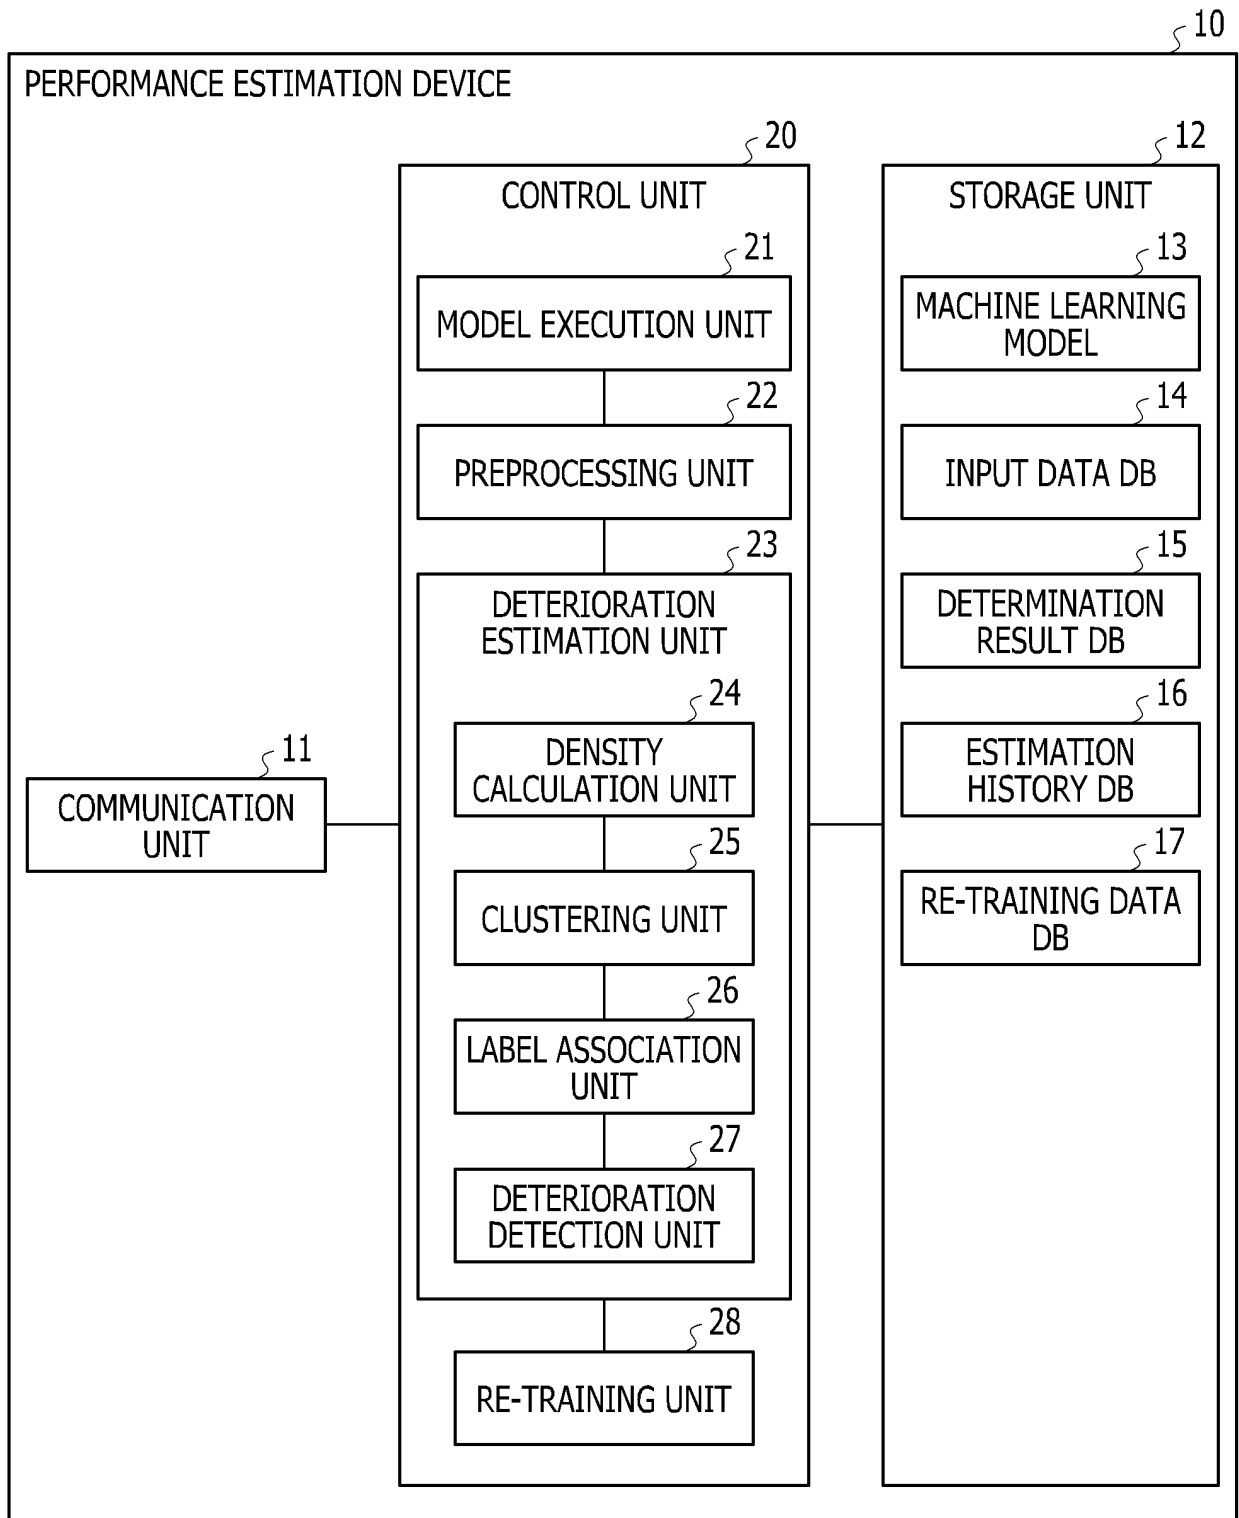 10
PERFORMANCE ESTIMATION DEVICE
11
COMMUNICATION
UNIT
20
CONTROL UNIT
21
MODEL EXECUTION UNIT
22
PREPROCESSING UNIT
23
DETERIORATION
ESTIMATION UNIT
24
DENSITY
CALCULATION UNIT
25
CLUSTERING UNIT
26
LABEL ASSOCIATION
UNIT
27
DETERIORATION
DETECTION UNIT
28
RE-TRAINING UNIT
12
STORAGE UNIT
13
MACHINE LEARNING
MODEL
14
INPUT DATA DB
15
DETERMINATION
RESULT DB
16
ESTIMATION
HISTORY DB
17
RE-TRAINING DATA
DB